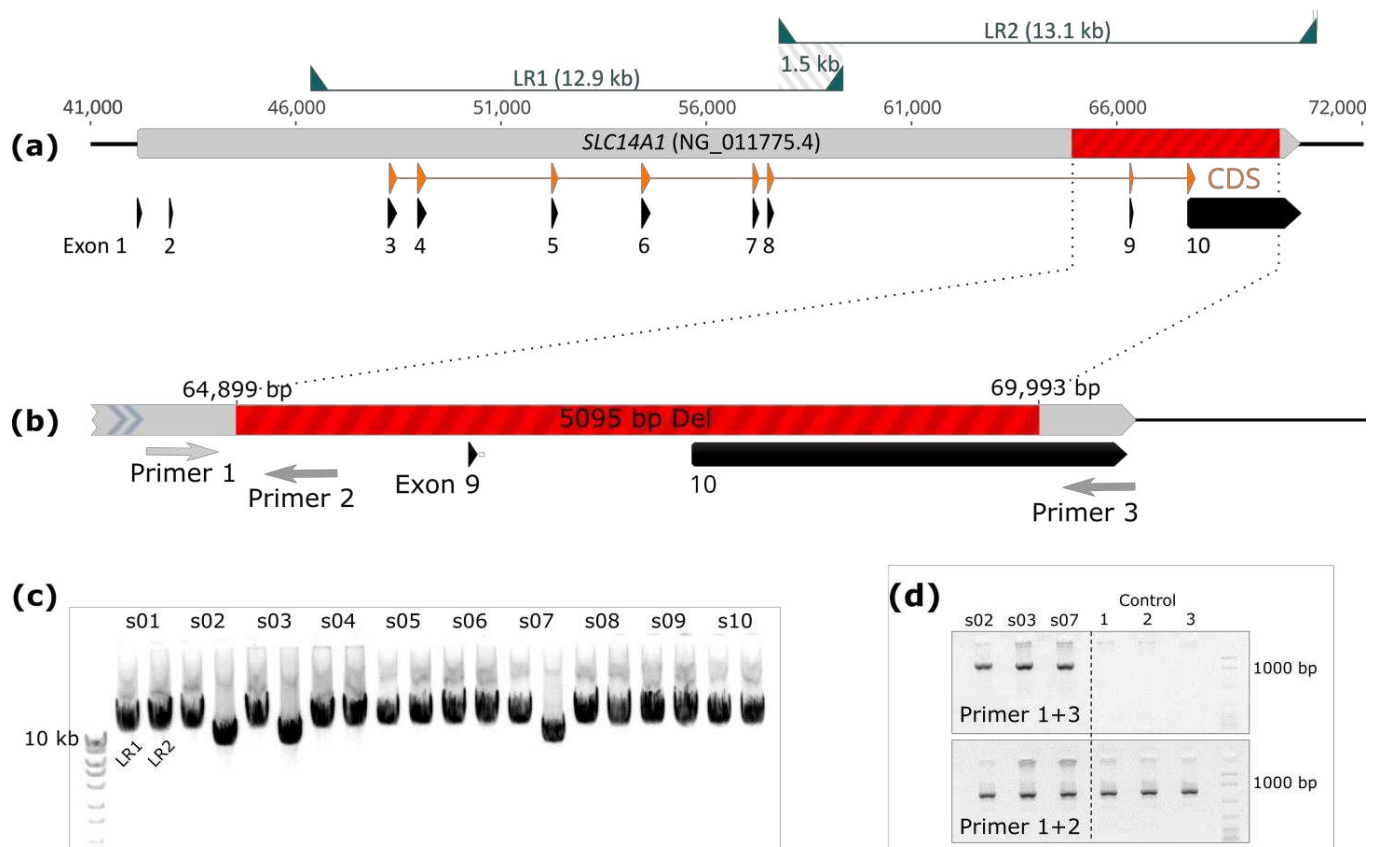 LR2 (13.1 kb)
1.5 kb
LR1 (12.9 kb)
41,000 46,000 51,000 56,000 61,000 66,000 72,000
(a) SLC14A1 (NG_011775.4)
CDS
Exon 1 2 3 4 5 6 7 8 9 10
64,899 bp 69,993 bp
(b) 5095 bp Del
Primer 1
Primer 2 Exon 9 10
Primer 3
(c)
s01 s02 s03 s04 s05 s06 s07 s08 s09 s10
10 kb
LR1 LR2
(d)
Control
s02 s03 s07 1 2 3
1000 bp
Primer 1+3
1000 bp
Primer 1+2